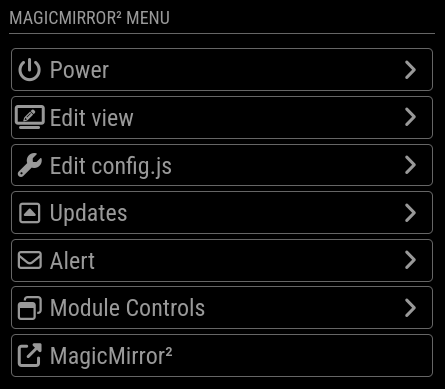 MAGICMIRROR² MENU
Power
Edit view
Edit config.js
Updates
Alert
Module Controls
MagicMirror²